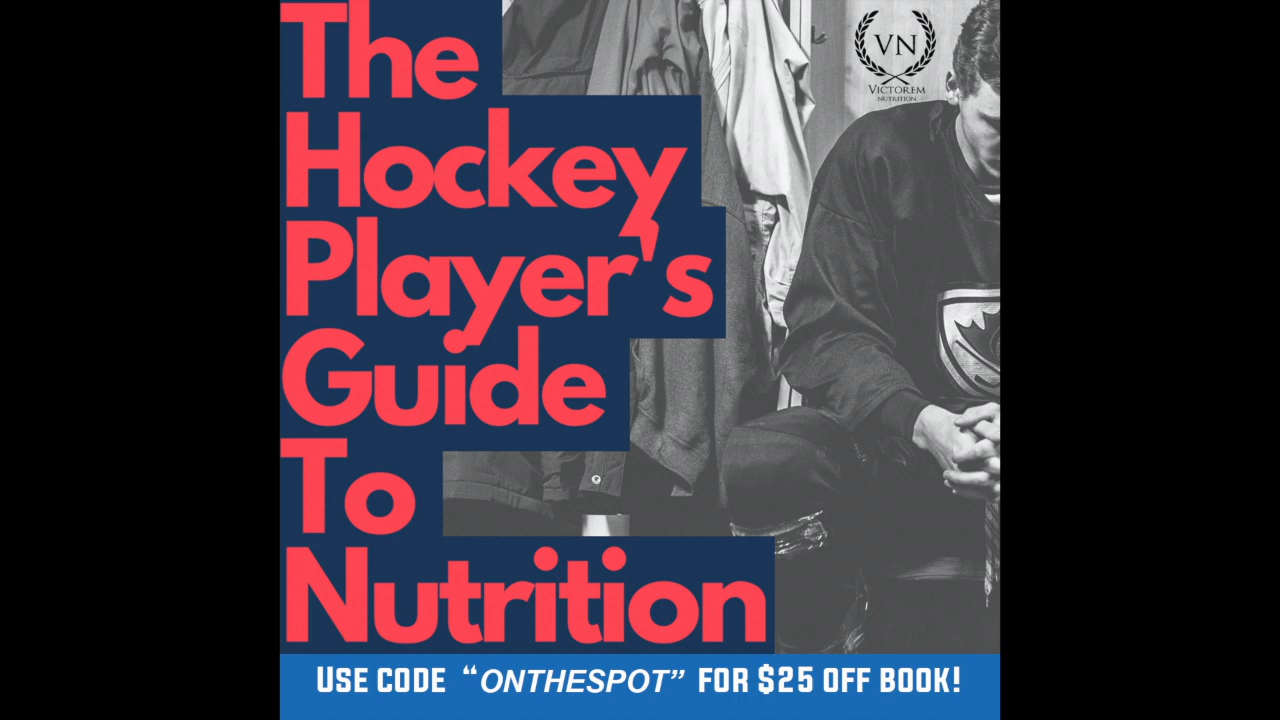 The
Hockey
Player's
Guide
To
Nutrition
VN
VICTOREM
NUTRITION
USE CODE “ONTHESPOT” FOR $25 OFF BOOK!